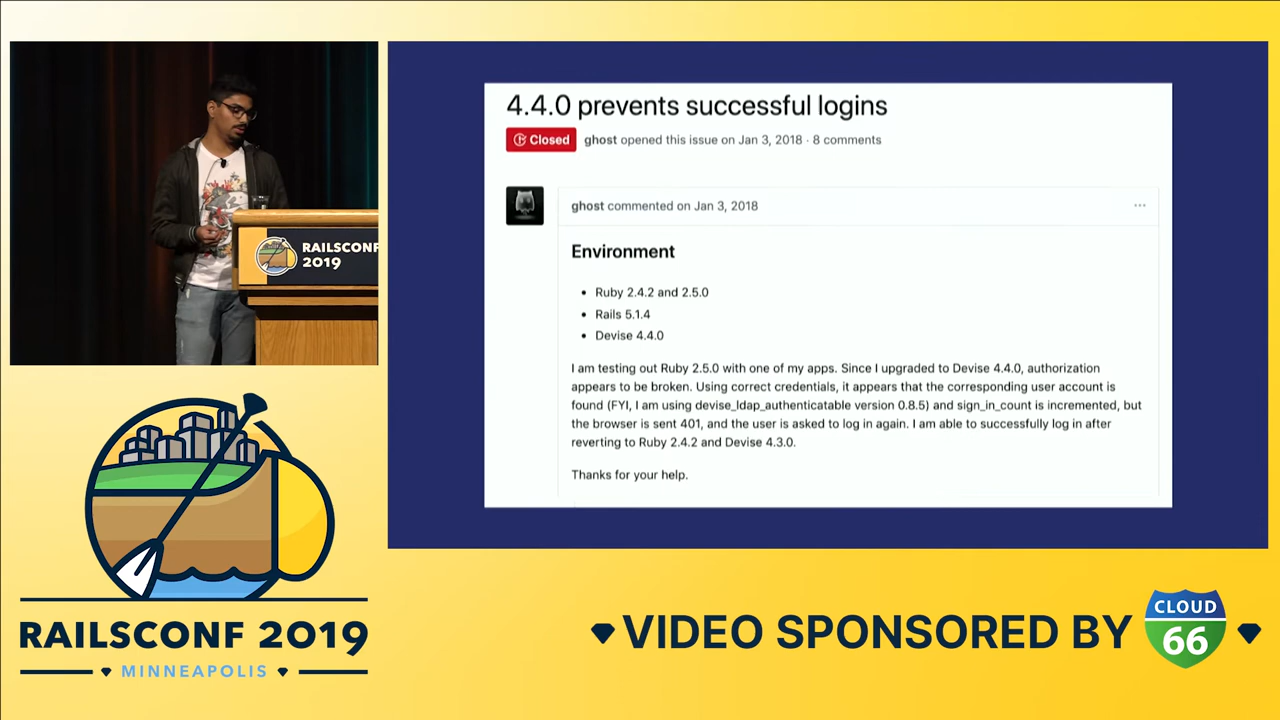 4.4.0 prevents successful logins
Closed
ghost opened this issue on Jan 3, 2018 · 8 comments
ghost commented on Jan 3, 2018
Environment
• Ruby 2.4.2 and 2.5.0
• Rails 5.1.4
• Devise 4.4.0
I am testing out Ruby 2.5.0 with one of my apps. Since I upgraded to Devise 4.4.0, authorization
appears to be broken. Using correct credentials, it appears that the corresponding user account is
found (FYI, I am using devise_ldap_authenticatable version 0.8.5) and sign_in_count is incremented, but
the browser is sent 401, and the user is asked to log in again. I am able to successfully log in after
reverting to Ruby 2.4.2 and Devise 4.3.0.
Thanks for your help.
RAILSCONF
2019
RAILSCONF 2019
MINNEAPOLIS
VIDEO SPONSORED BY
CLOUD
66